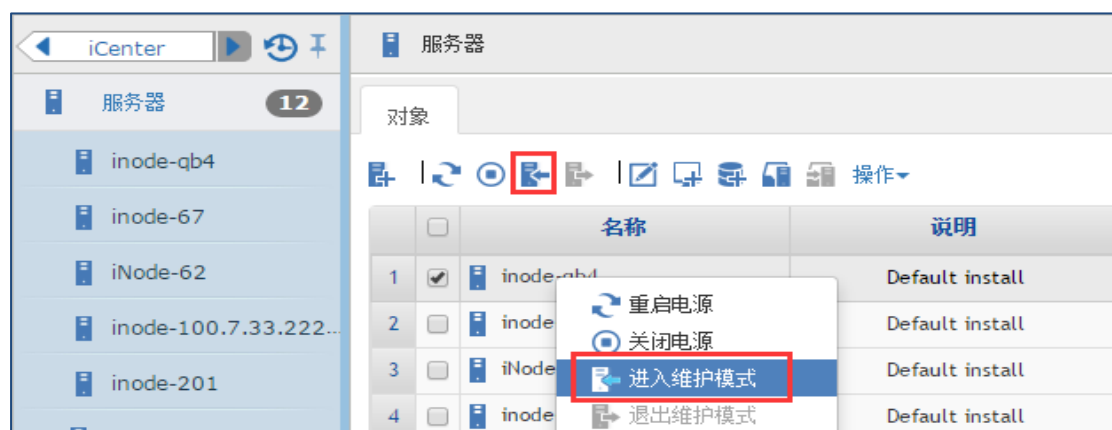 iCenter
服务器 12
inode-qb4
inode-67
iNode-62
inode-100.7.33.222...
inode-201
服务器
对象
操作
名称 说明
1 inode-qb4 Default install
2 inode Default install
3 iNode Default install
4 inode Default install
重启电源
关闭电源
进入维护模式
退出维护模式